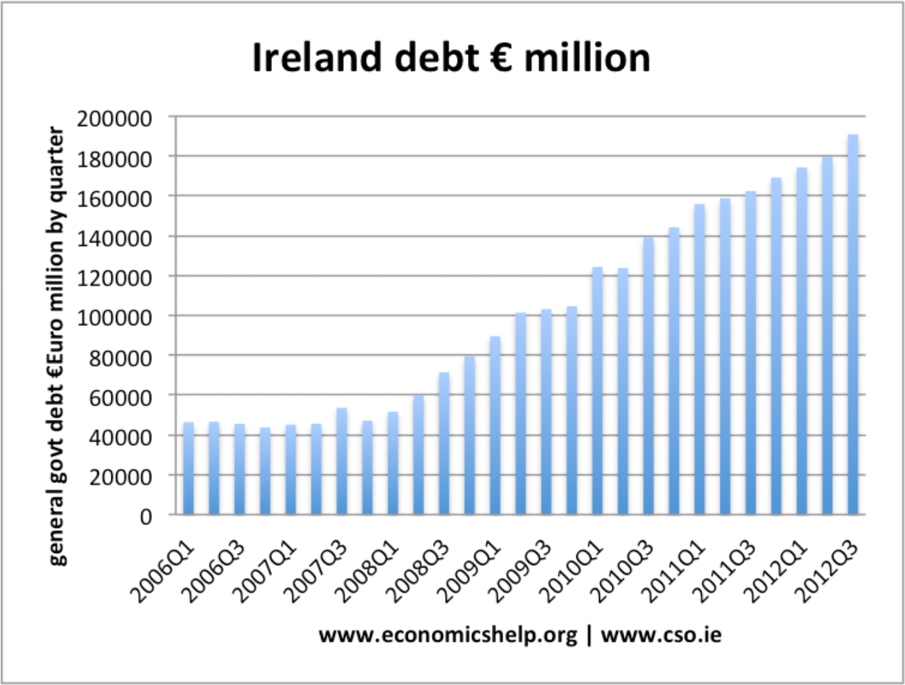 Ireland debt € million
general govt debt €Euro million by quarter
200000
180000
160000
140000
120000
100000
80000
60000
40000
20000
0
2006Q1
2006Q3
2007Q1
2007Q3
2008Q1
2008Q3
2009Q1
2009Q3
2010Q1
2010Q3
2011Q1
2011Q3
2012Q1
2012Q3
www.economicshelp.org | www.cso.ie